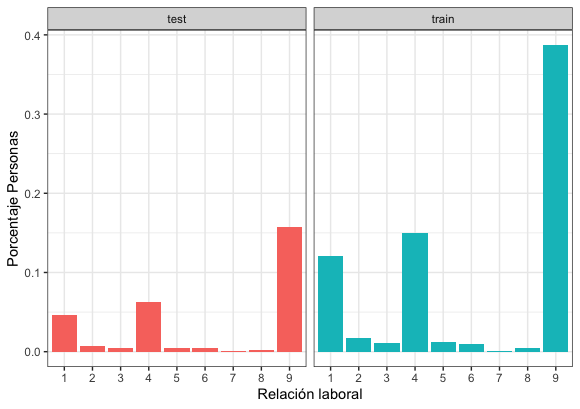 test train
0.4
0.3
0.2
0.1
0.0
Porcentaje Personas
1 2 3 4 5 6 7 8 9 1 2 3 4 5 6 7 8 9
Relación laboral